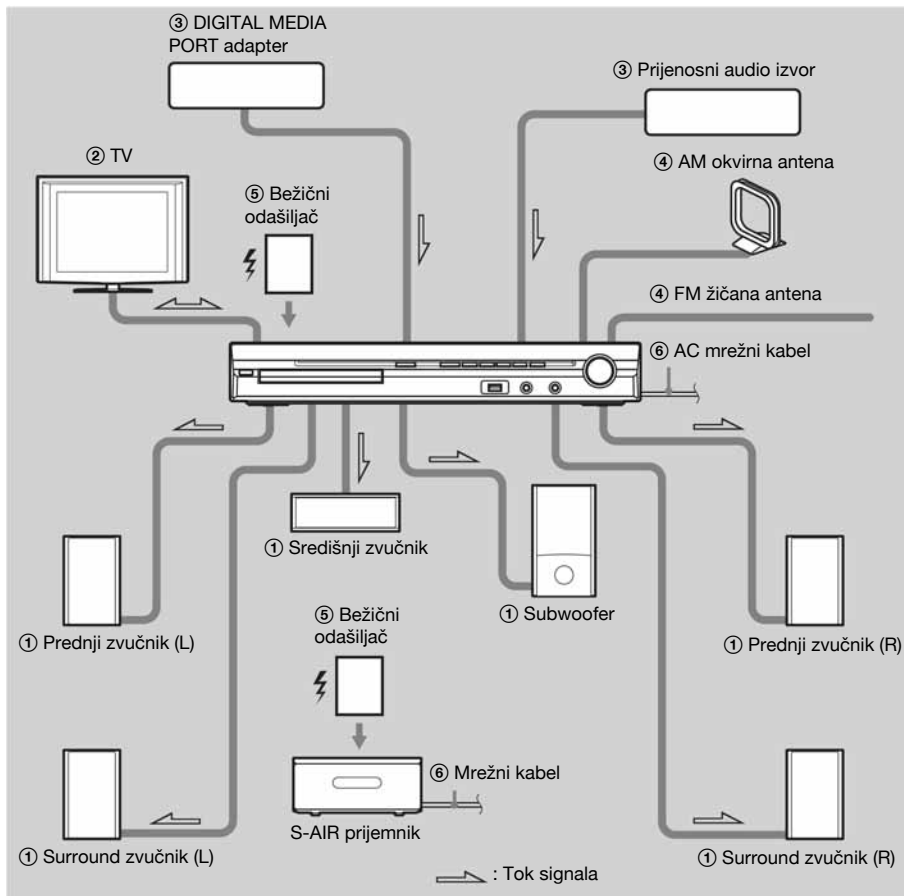 ③ DIGITAL MEDIA
PORT adapter
③ Prijenosni audio izvor
② TV
④ AM okvirna antena
⑤ Bežični
odašiljač
④ FM žičana antena
⑥ AC mrežni kabel
① Središnji zvučnik
① Subwoofer
① Prednji zvučnik (L)
⑤ Bežični
odašiljač
① Prednji zvučnik (R)
⑥ Mrežni kabel
S-AIR prijemnik
① Surround zvučnik (L)
① Surround zvučnik (R)
: Tok signala